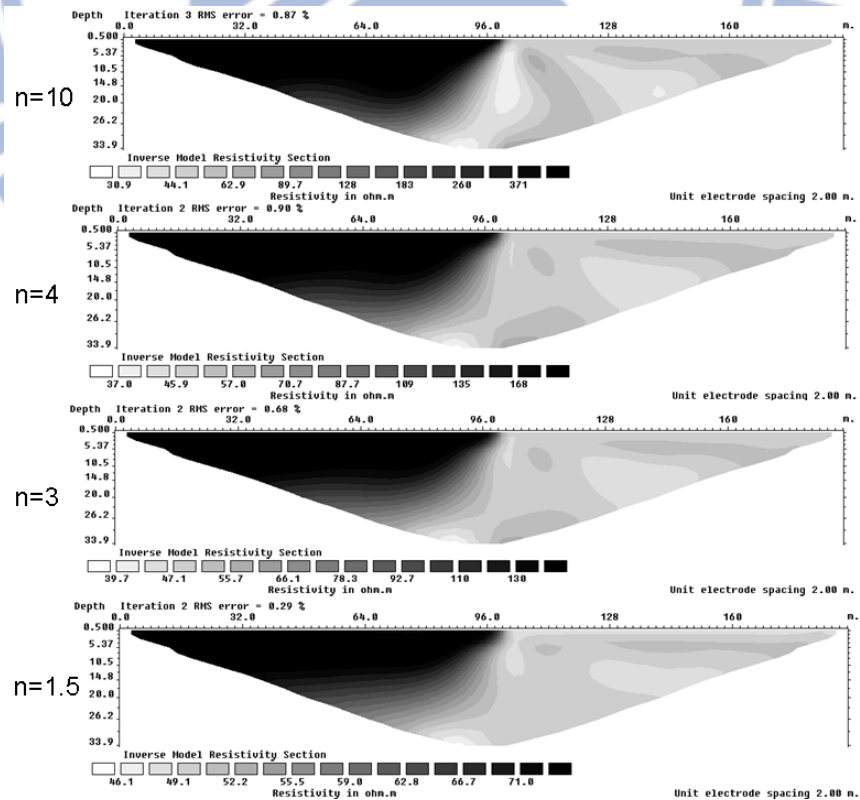 Depth Iteration 3 RMS error = 0.87 %
0.0 32.0 64.0 96.0 128 160 m.
0.500
5.37
10.5
14.8
20.0
26.2
33.9
n=10
Inverse Model Resistivity Section
30.9 44.1 62.9 89.7 128 183 260 371
Resistivity in ohm.m
Unit electrode spacing 2.00 m.
Depth Iteration 2 RMS error = 0.90 %
0.0 32.0 64.0 96.0 128 160 m.
0.500
5.37
10.5
14.8
20.0
26.2
33.9
n=4
Inverse Model Resistivity Section
37.0 45.9 57.0 70.7 87.7 109 135 168
Resistivity in ohm.m
Unit electrode spacing 2.00 m.
Depth Iteration 2 RMS error = 0.68 %
0.0 32.0 64.0 96.0 128 160 m.
0.500
5.37
10.5
14.8
20.0
26.2
33.9
n=3
Inverse Model Resistivity Section
39.7 47.1 55.7 66.1 78.3 92.7 110 130
Resistivity in ohm.m
Unit electrode spacing 2.00 m.
Depth Iteration 2 RMS error = 0.29 %
0.0 32.0 64.0 96.0 128 160 m.
0.500
5.37
10.5
14.8
20.0
26.2
33.9
n=1.5
Inverse Model Resistivity Section
46.1 49.1 52.2 55.5 59.0 62.8 66.7 71.0
Resistivity in ohm.m
Unit electrode spacing 2.00 m.